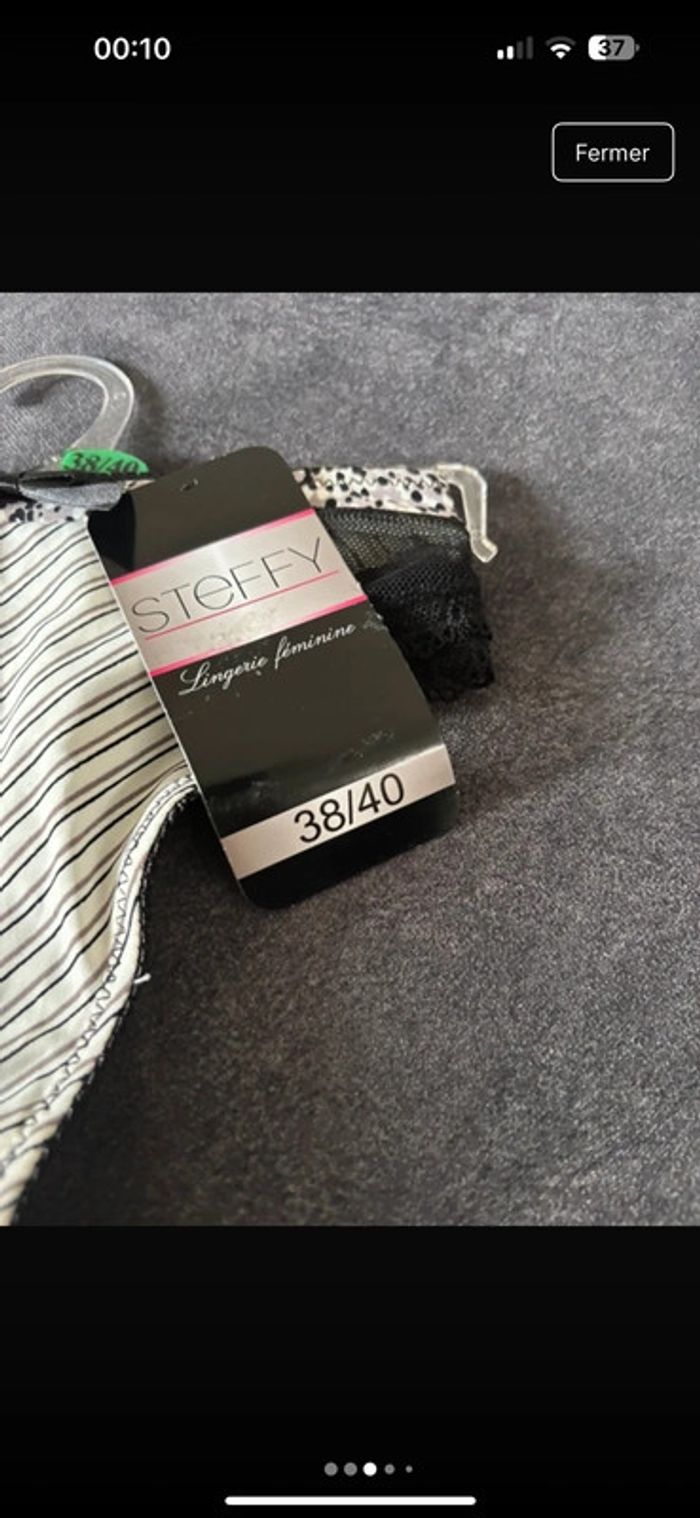 00:10
37
Fermer
38/40
STeFFY
Lingerie féminine
38/40